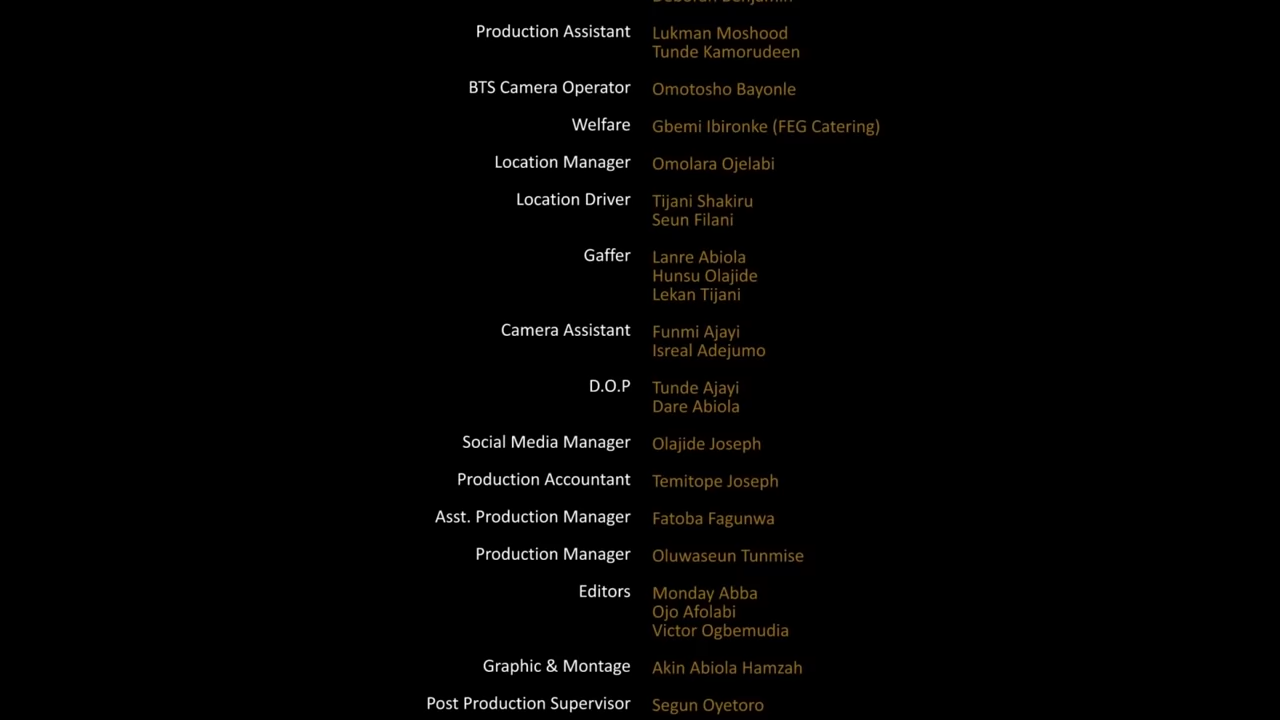 Production Assistant Lukman Moshood
Tunde Kamorudeen
BTS Camera Operator Omotosho Bayonle
Welfare Gbemi Ibironke (FEG Catering)
Location Manager Omolara Ojelabi
Location Driver Tijani Shakiru
Seun Filani
Gaffer Lanre Abiola
Hunsu Olajide
Lekan Tijani
Camera Assistant Funmi Ajayi
Isreal Adejumo
D.O.P Tunde Ajayi
Dare Abiola
Social Media Manager Olajide Joseph
Production Accountant Temitope Joseph
Asst. Production Manager Fatoba Fagunwa
Production Manager Oluwaseun Tunmise
Editors Monday Abba
Ojo Afolabi
Victor Ogbemudia
Graphic & Montage Akin Abiola Hamzah
Post Production Supervisor Segun Oyetoro